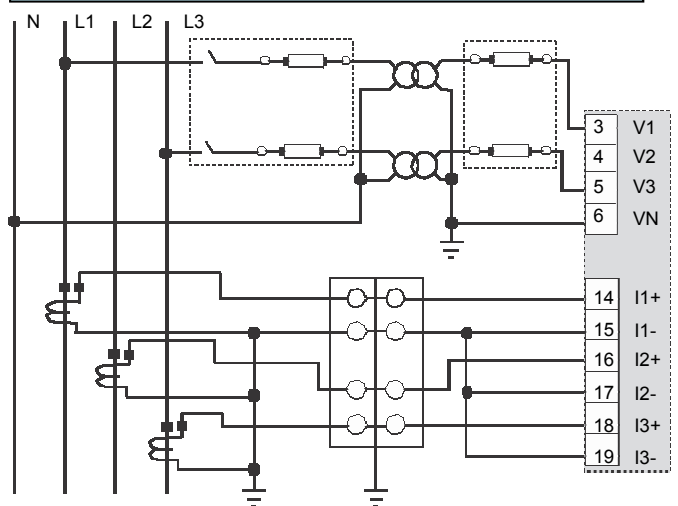 N L1 L2 L3
3 V1
4 V2
5 V3
6 VN
14 I1+
15 I1-
16 I2+
17 I2-
18 I3+
19 I3-